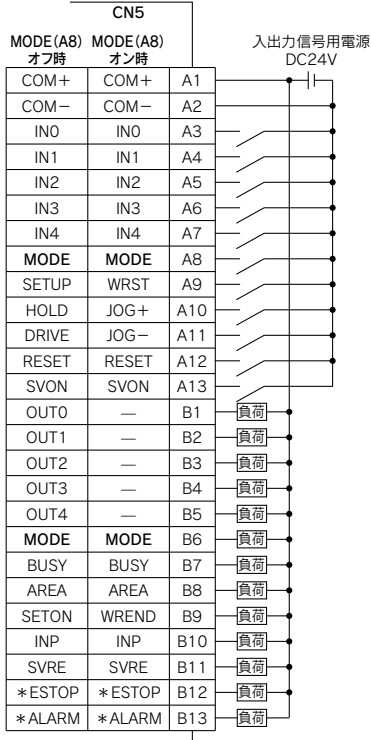 CN5
MODE(A8) オフ時 MODE(A8) オン時 入出力信号用電源 DC24V
COM+ COM+ A1
COM− COM− A2
IN0 IN0 A3
IN1 IN1 A4
IN2 IN2 A5
IN3 IN3 A6
IN4 IN4 A7
MODE MODE A8
SETUP WRST A9
HOLD JOG+ A10
DRIVE JOG− A11
RESET RESET A12
SVON SVON A13
OUT0 — B1 負荷
OUT1 — B2 負荷
OUT2 — B3 負荷
OUT3 — B4 負荷
OUT4 — B5 負荷
MODE MODE B6 負荷
BUSY BUSY B7 負荷
AREA AREA B8 負荷
SETON WREND B9 負荷
INP INP B10 負荷
SVRE SVRE B11 負荷
*ESTOP *ESTOP B12 負荷
*ALARM *ALARM B13 負荷